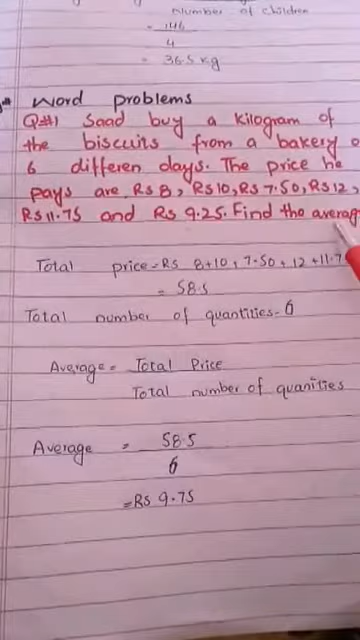 Number of children
= 146
4
= 36.5 kg
Word problems
Q#1 Saad buy a kilogram of
the biscuits from a bakery o
6 differen days. The price he
pays are Rs 8, Rs 10, Rs 7.50, Rs 12,
Rs 11.75 and Rs 9.25. Find the averag
Total price = Rs 8+10+7.50+12+11.7
= 58.5
Total number of quantities = 6
Average = Total Price
Total number of quanities
Average = 58.5
6
= Rs 9.75